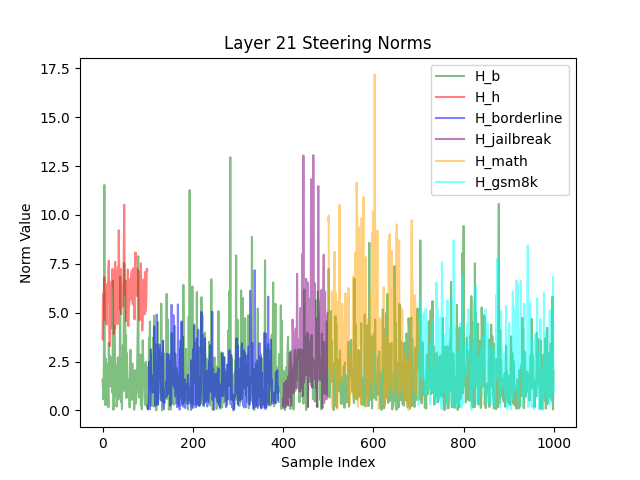 Layer 21 Steering Norms
17.5
15.0
12.5
10.0
7.5
5.0
2.5
0.0
Norm Value
H_b
H_h
H_borderline
H_jailbreak
H_math
H_gsm8k
0 200 400 600 800 1000
Sample Index